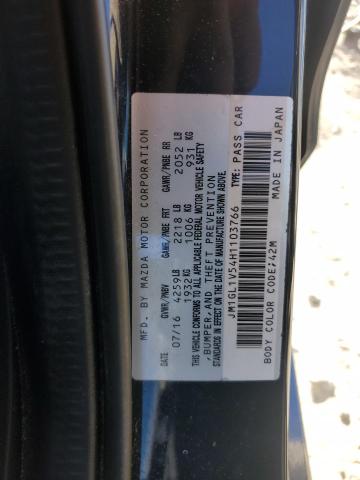 MFD. BY MAZDA MOTOR CORPORATION
GVWR/PNBV GAWR/PNBE FRT GAWR/PNBE RR
DATE 07/16 4259LB 2218 LB 2052 LB
1932KG 1006 KG 931 KG
THIS VEHICLE CONFORMS TO ALL APPLICABLE FEDERAL MOTOR VEHICLE SAFETY
,BUMPER,AND THEFT PREVENTION
STANDARDS IN EFFECT ON THE DATE OF MANUFACTURE SHOWN ABOVE.
JM1GL1V54H1103766 TYPE: PASS CAR
BODY COLOR CODE;42M MADE IN JAPAN